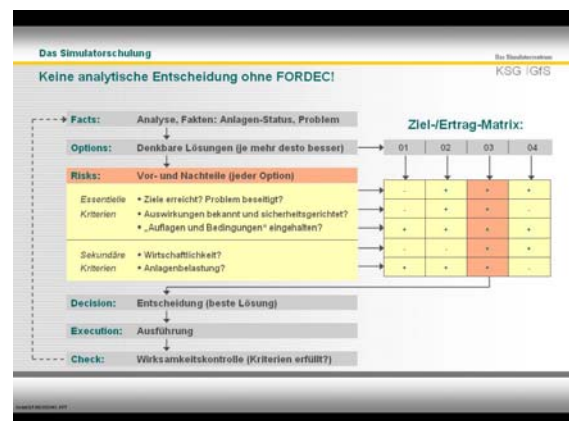 Das Simulatorschulung
Das Simulatorzentrum
KSG | GfS
Keine analytische Entscheidung ohne FORDEC!
Ziel-/Ertrag-Matrix:
Facts: Analyse, Fakten: Anlagen-Status, Problem
Options: Denkbare Lösungen (je mehr desto besser) 01 02 03 04
Risks: Vor- und Nachteile (jeder Option)
Essentielle • Ziele erreicht? Problem beseitigt?
Kriterien • Auswirkungen bekannt und sicherheitsgerichtet?
• „Auflagen und Bedingungen“ eingehalten?
Sekundäre • Wirtschaftlichkeit?
Kriterien • Anlagenbelastung?
Decision: Entscheidung (beste Lösung)
Execution: Ausführung
Check: Wirksamkeitskontrolle (Kriterien erfüllt?)